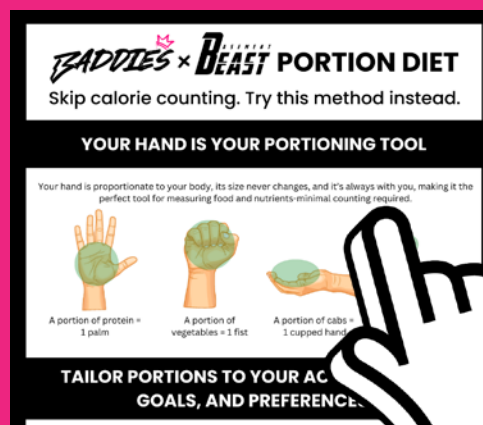 BADDIES × BASEMENT BEAST PORTION DIET
Skip calorie counting. Try this method instead.
YOUR HAND IS YOUR PORTIONING TOOL
Your hand is proportionate to your body, its size never changes, and it's always with you, making it the
perfect tool for measuring food and nutrients-minimal counting required.
A portion of protein =
1 palm
A portion of
vegetables = 1 fist
A portion of cabs =
1 cupped hand
TAILOR PORTIONS TO YOUR
GOALS, AND PREFERENCES